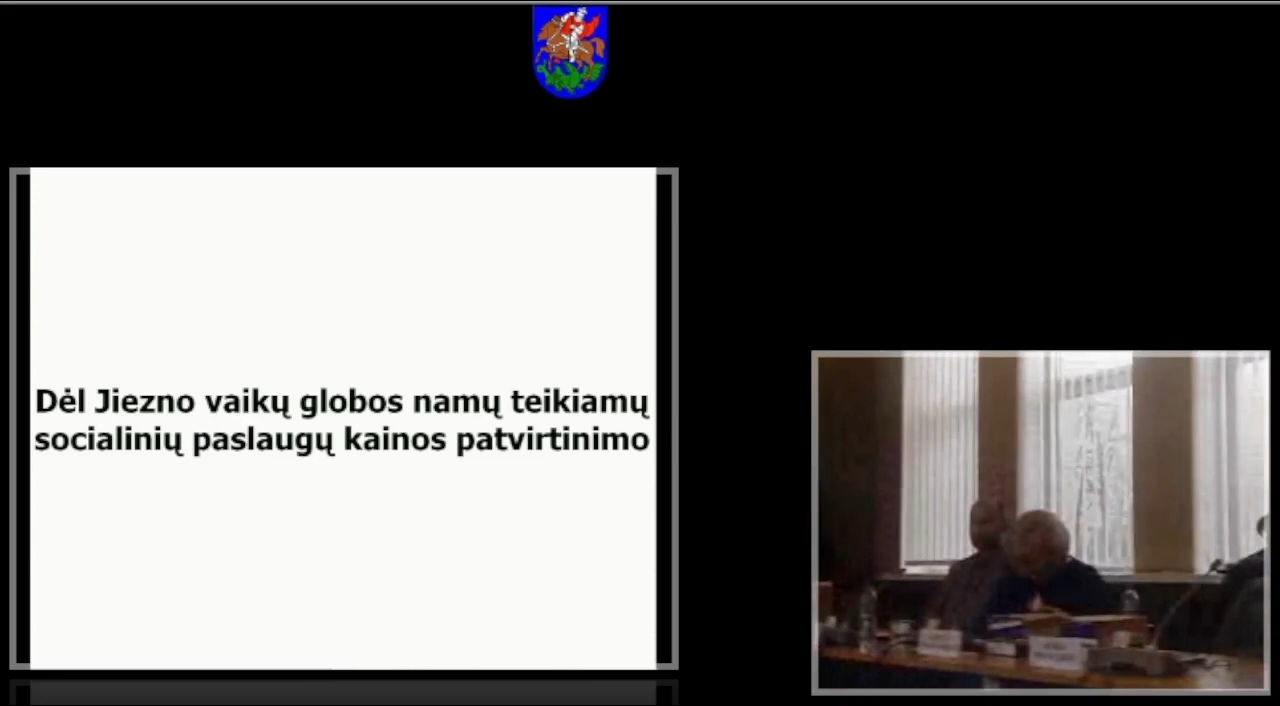 Dėl Jiezno vaikų globos namų teikiamų
socialinių paslaugų kainos patvirtinimo